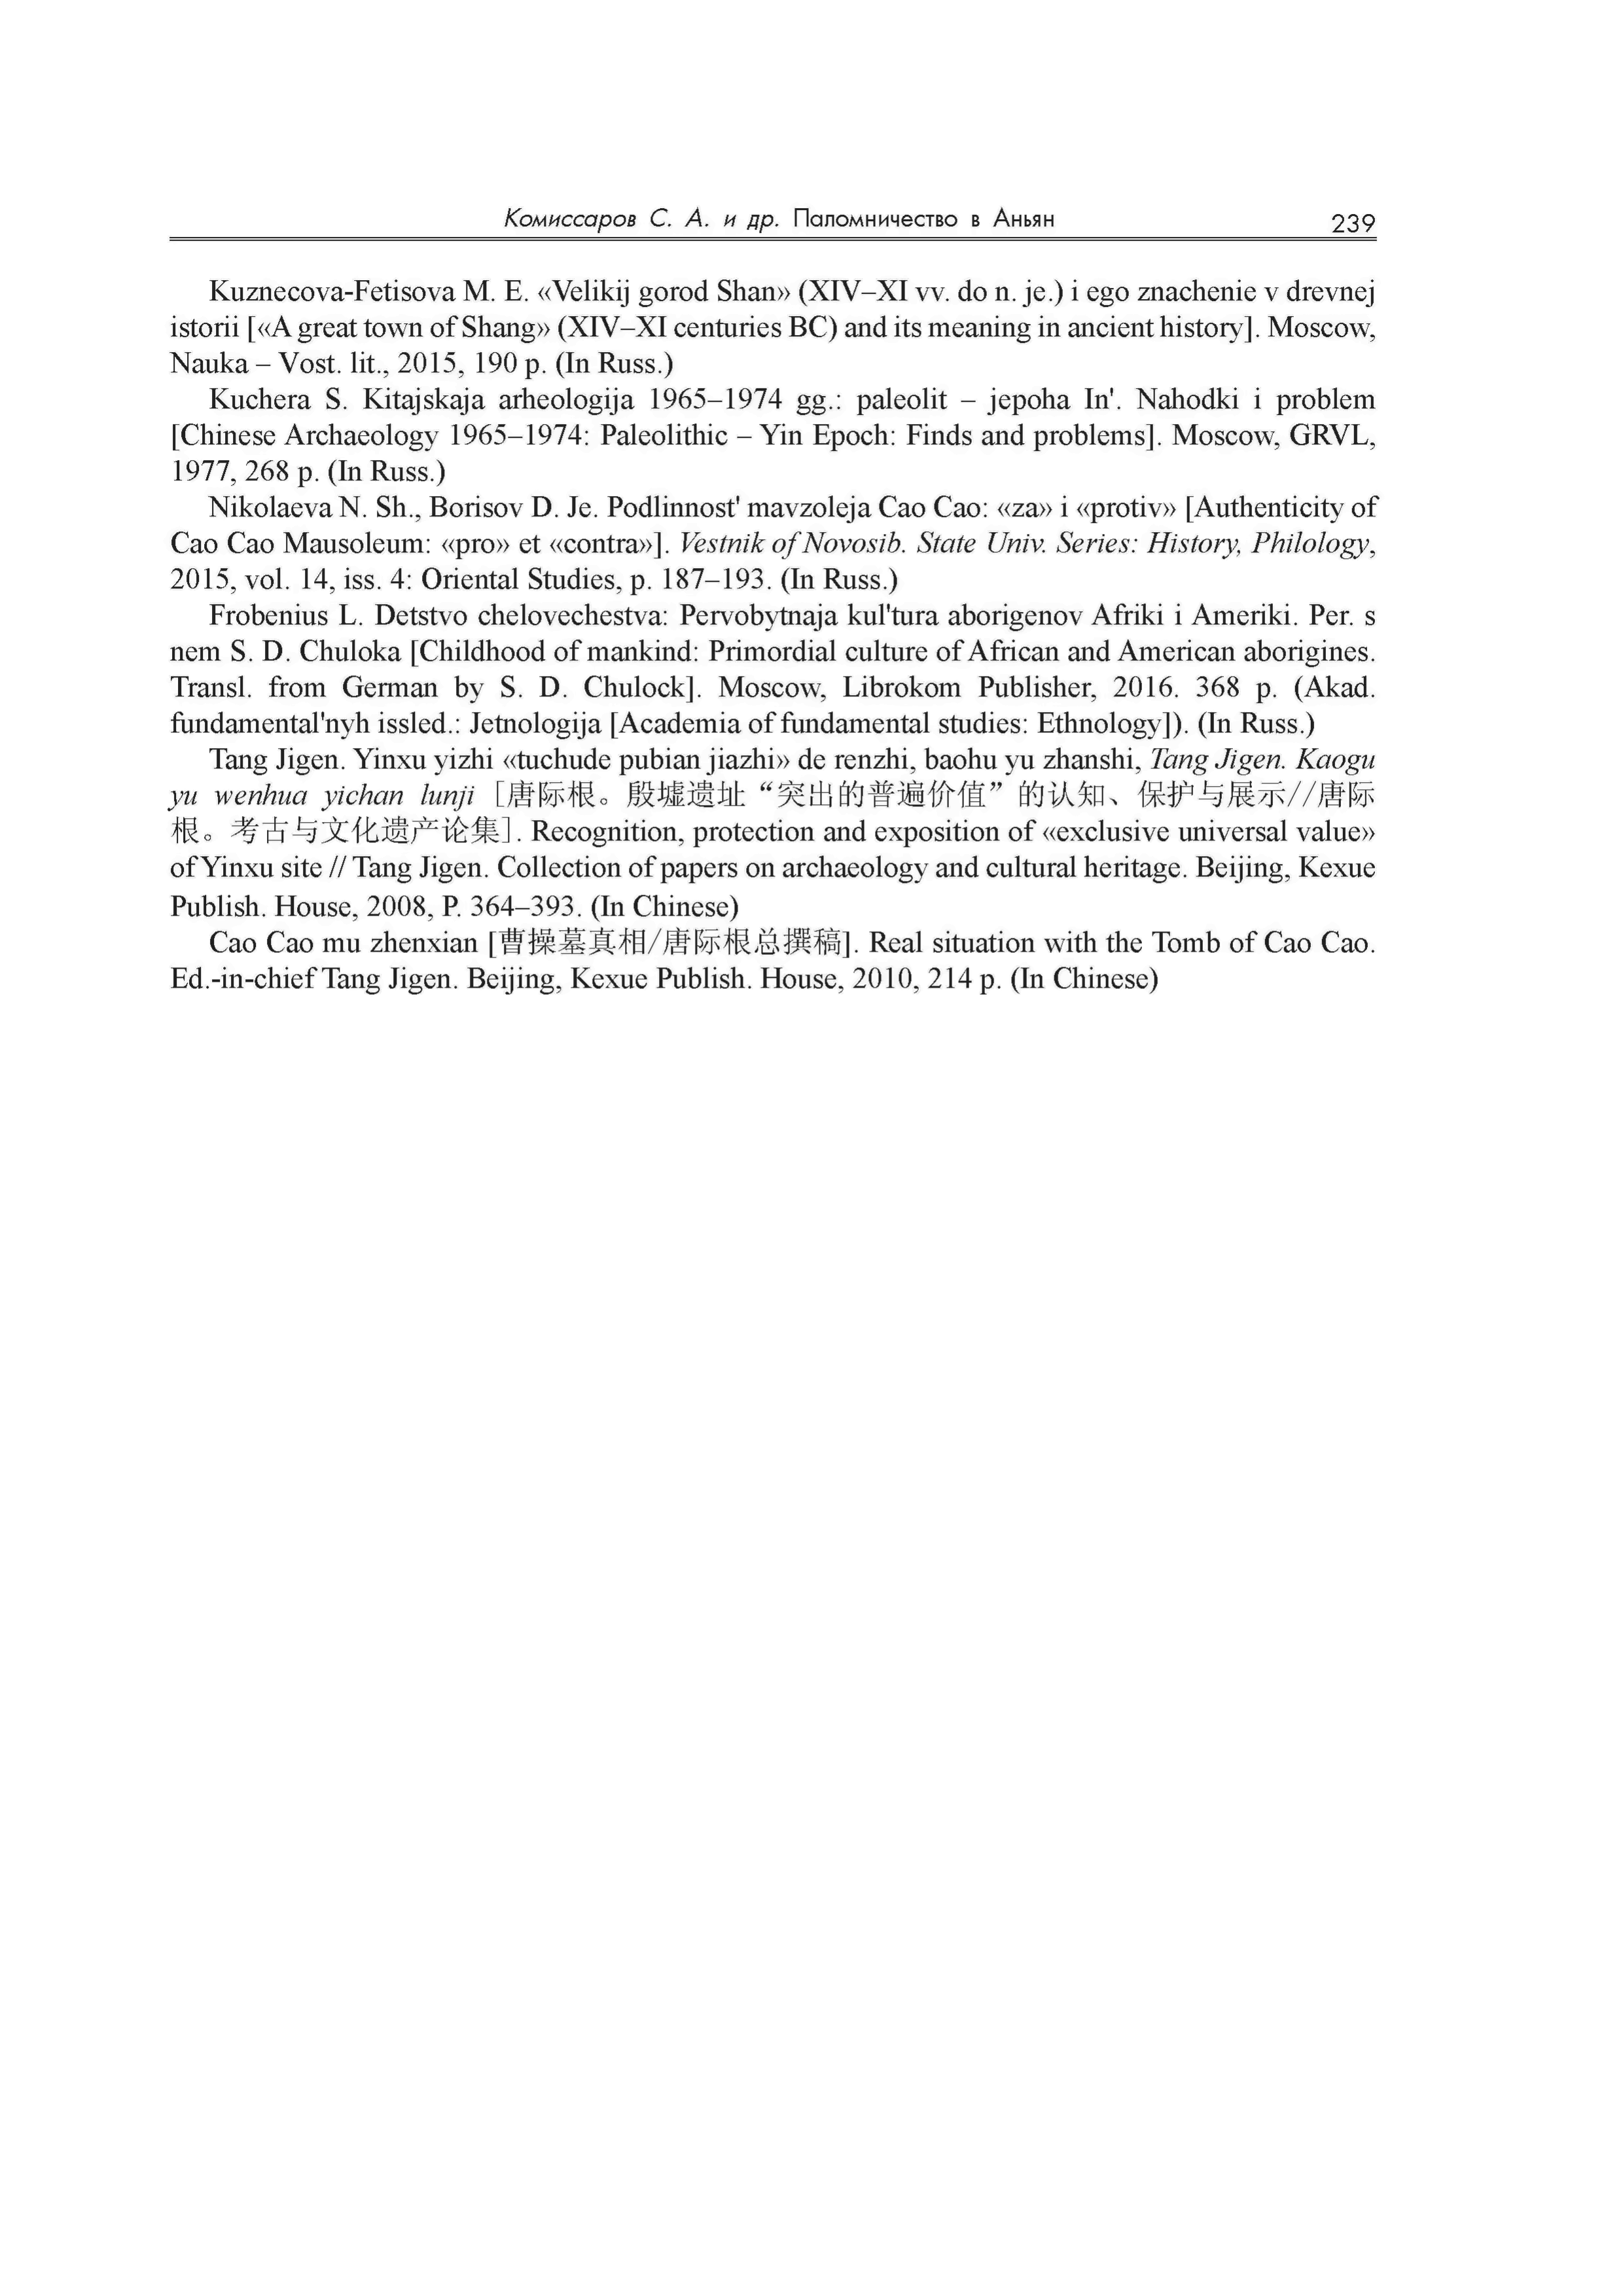 Комиссаров С. А. и др. Паломничество в Аньян 239
Kuznecova-Fetisova M. E. «Velikij gorod Shan» (XIV–XI vv. do n. je.) i ego znachenie v drevnej
istorii [«A great town of Shang» (XIV–XI centuries BC) and its meaning in ancient history]. Moscow,
Nauka – Vost. lit., 2015, 190 p. (In Russ.)
Kuchera S. Kitajskaja arheologija 1965–1974 gg.: paleolit – jepoha In'. Nahodki i problem
[Chinese Archaeology 1965–1974: Paleolithic – Yin Epoch: Finds and problems]. Moscow, GRVL,
1977, 268 p. (In Russ.)
Nikolaeva N. Sh., Borisov D. Je. Podlinnost' mavzoleja Cao Cao: «za» i «protiv» [Authenticity of
Cao Cao Mausoleum: «pro» et «contra»]. Vestnik of Novosib. State Univ. Series: History, Philology,
2015, vol. 14, iss. 4: Oriental Studies, p. 187–193. (In Russ.)
Frobenius L. Detstvo chelovechestva: Pervobytnaja kul'tura aborigenov Afriki i Ameriki. Per. s
nem S. D. Chuloka [Childhood of mankind: Primordial culture of African and American aborigines.
Transl. from German by S. D. Chulock]. Moscow, Librokom Publisher, 2016. 368 p. (Akad.
fundamental'nyh issled.: Jetnologija [Academia of fundamental studies: Ethnology]). (In Russ.)
Tang Jigen. Yinxu yizhi «tuchude pubian jiazhi» de renzhi, baohu yu zhanshi, Tang Jigen. Kaogu
yu wenhua yichan lunji [唐际根。殷墟遗址“突出的普遍价值”的认知、保护与展示//唐际
根。考古与文化遗产论集]. Recognition, protection and exposition of «exclusive universal value»
of Yinxu site // Tang Jigen. Collection of papers on archaeology and cultural heritage. Beijing, Kexue
Publish. House, 2008, P. 364–393. (In Chinese)
Cao Cao mu zhenxian [曹操墓真相/唐际根总撰稿]. Real situation with the Tomb of Cao Cao.
Ed.-in-chief Tang Jigen. Beijing, Kexue Publish. House, 2010, 214 p. (In Chinese)